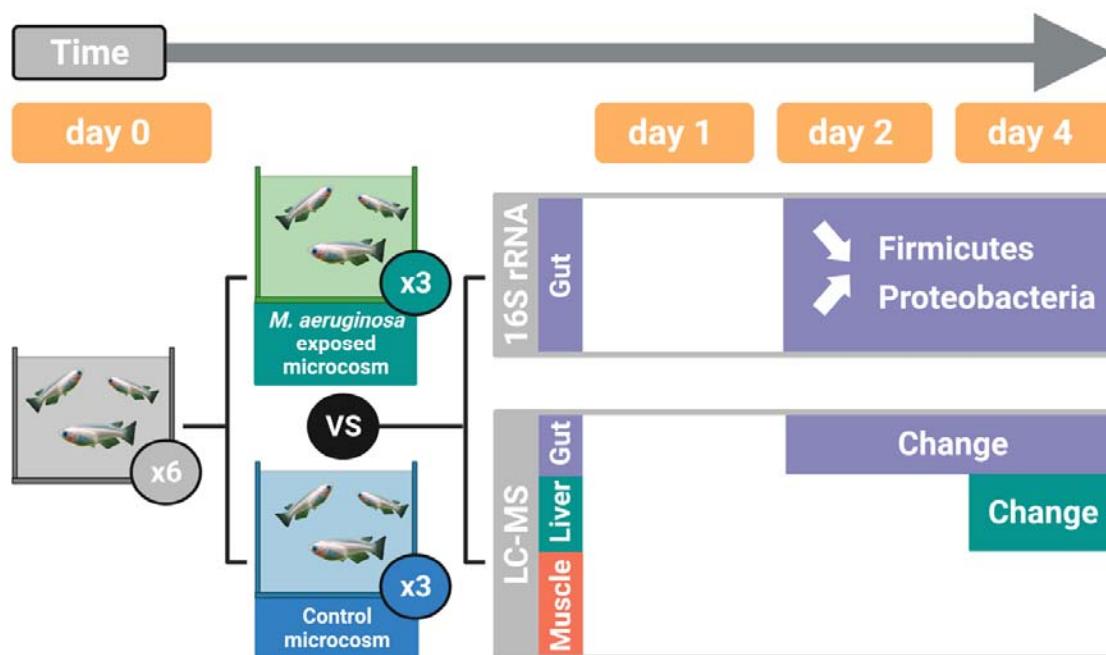 Time
day 0
day 1
day 2
day 4
x3
M. aeruginosa
exposed
microcosm
VS
x6
x3
Control
microcosm
16S rRNA
Gut
Firmicutes
Proteobacteria
LC-MS
Gut
Liver
Muscle
Change
Change